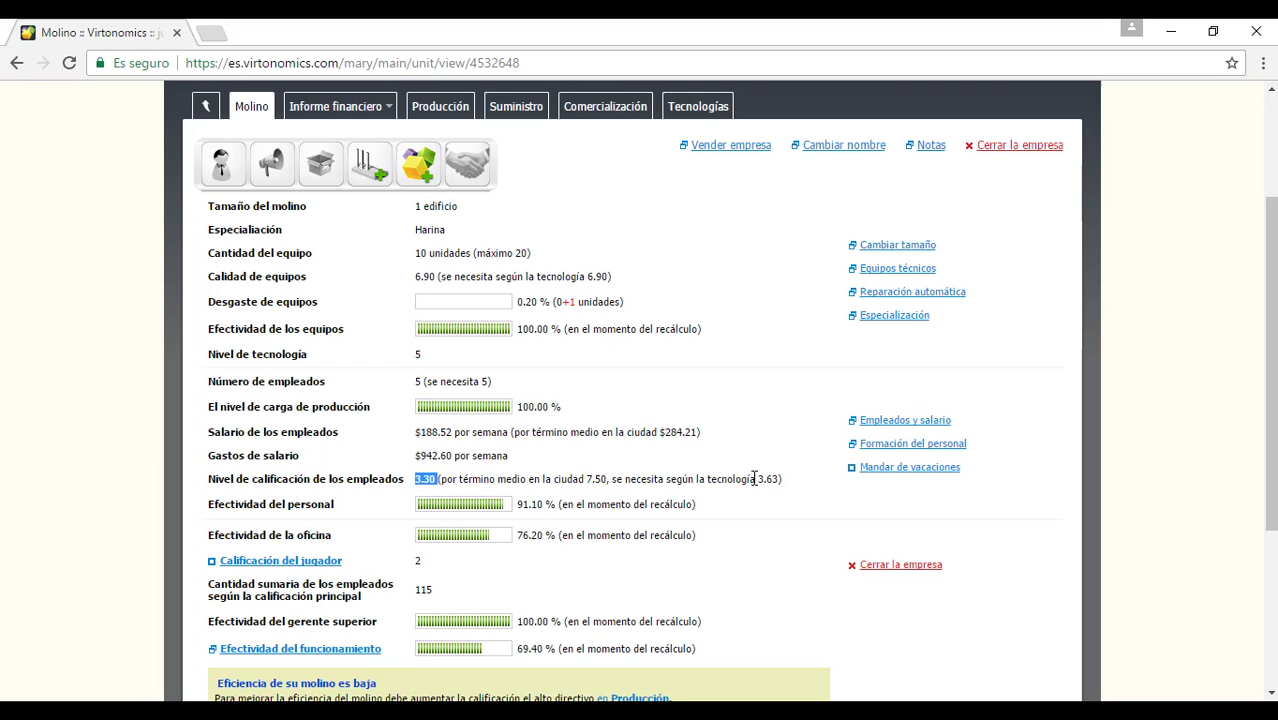 Molino :: Virtonomics :: j
Es seguro
https://es.virtonomics.com/mary/main/unit/view/4532648
Molino
Informe financiero
Producción
Suministro
Comercialización
Tecnologías
Vender empresa
Cambiar nombre
Notas
Cerrar la empresa
Tamaño del molino 1 edificio
Especialiación Harina
Cantidad del equipo 10 unidades (máximo 20) Cambiar tamaño
Calidad de equipos 6.90 (se necesita según la tecnología 6.90) Equipos técnicos
Desgaste de equipos 0.20 % (0+1 unidades) Reparación automática
Especialización
Efectividad de los equipos 100.00 % (en el momento del recálculo)
Nivel de tecnología 5
Número de empleados 5 (se necesita 5)
El nivel de carga de producción 100.00 %
Empleados y salario
Salario de los empleados $188.52 por semana (por término medio en la ciudad $284.21)
Formación del personal
Gastos de salario $942.60 por semana
Mandar de vacaciones
Nivel de calificación de los empleados 3.30 (por término medio en la ciudad 7.50, se necesita según la tecnología 3.63)
Efectividad del personal 91.10 % (en el momento del recálculo)
Efectividad de la oficina 76.20 % (en el momento del recálculo)
Calificación del jugador 2 Cerrar la empresa
Cantidad sumaria de los empleados
según la calificación principal 115
Efectividad del gerente superior 100.00 % (en el momento del recálculo)
Efectividad del funcionamiento 69.40 % (en el momento del recálculo)
Eficiencia de su molino es baja
Para mejorar la eficiencia del molino debe aumentar la calificación el alto directivo en Producción.